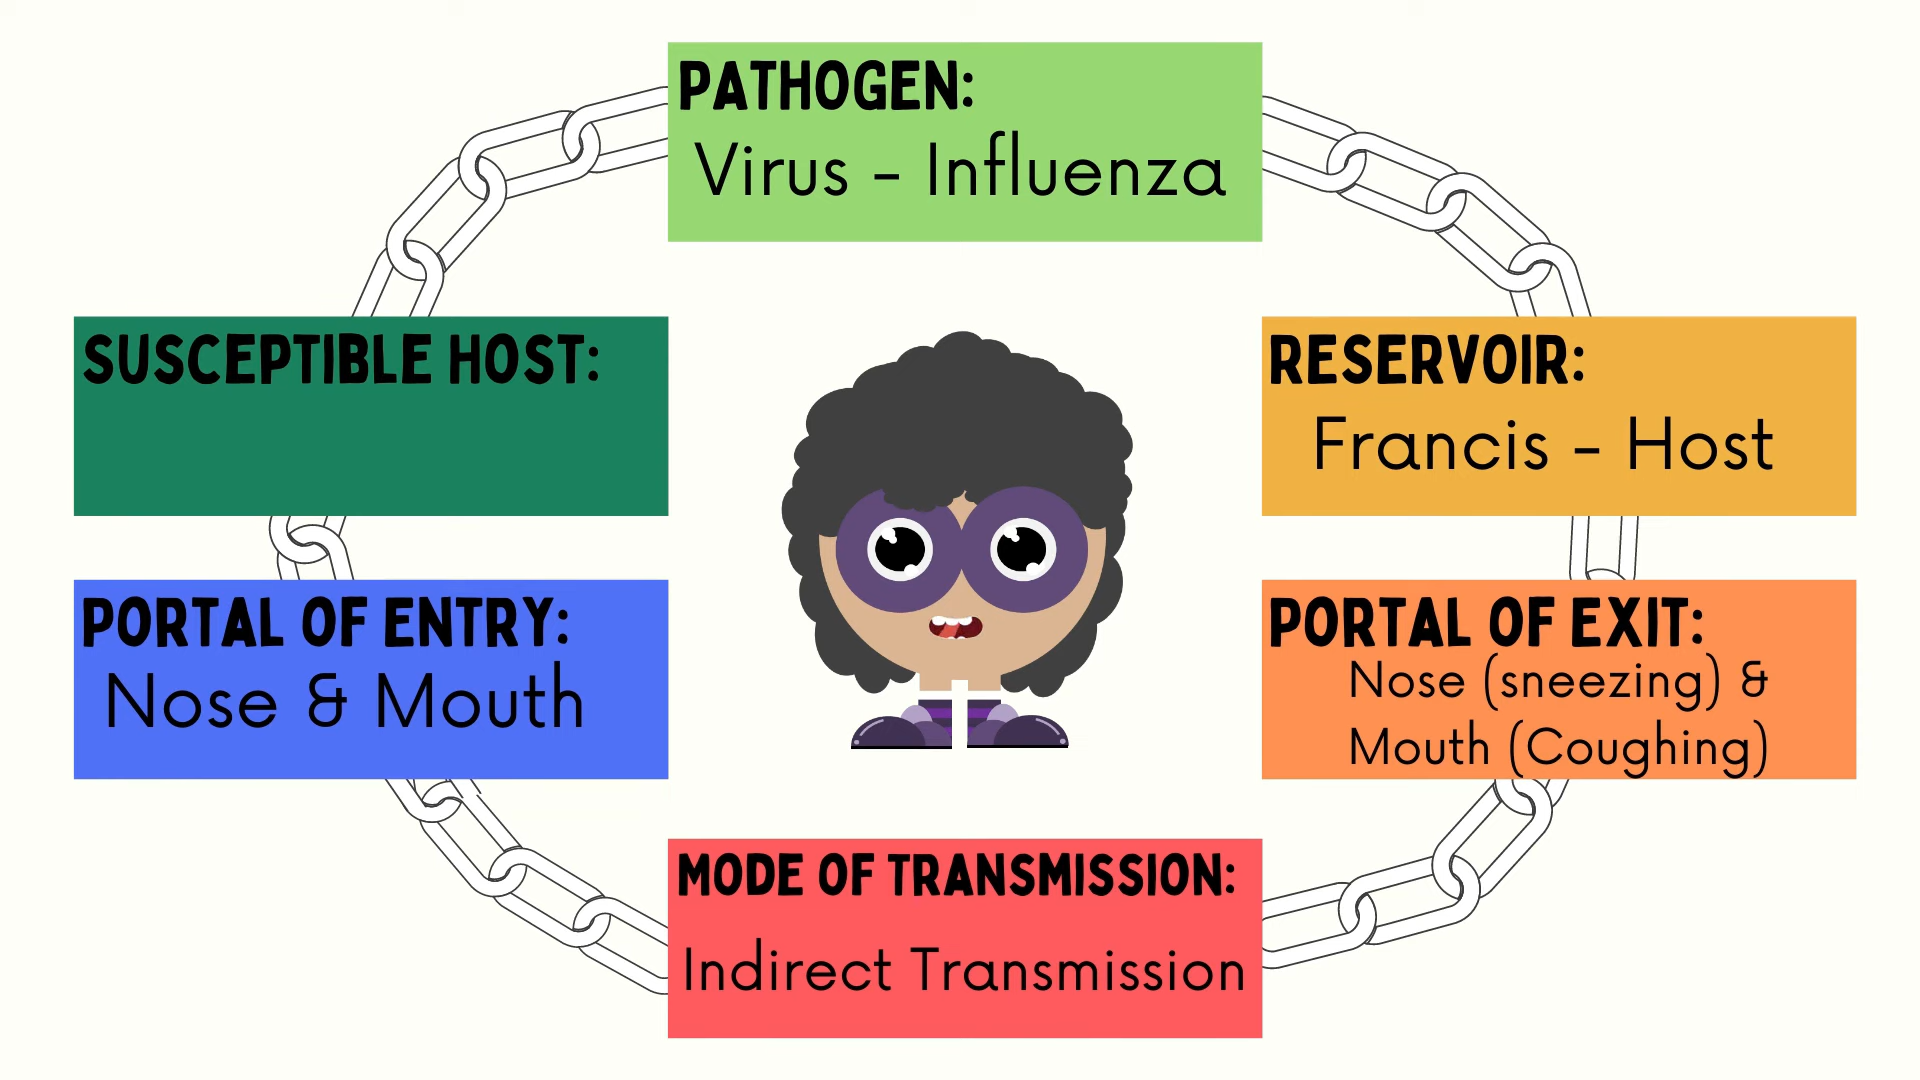 PATHOGEN:
Virus - Influenza
SUSCEPTIBLE HOST:
RESERVOIR:
Francis - Host
PORTAL OF ENTRY:
Nose & Mouth
PORTAL OF EXIT:
Nose (sneezing) &
Mouth (Coughing)
MODE OF TRANSMISSION:
Indirect Transmission